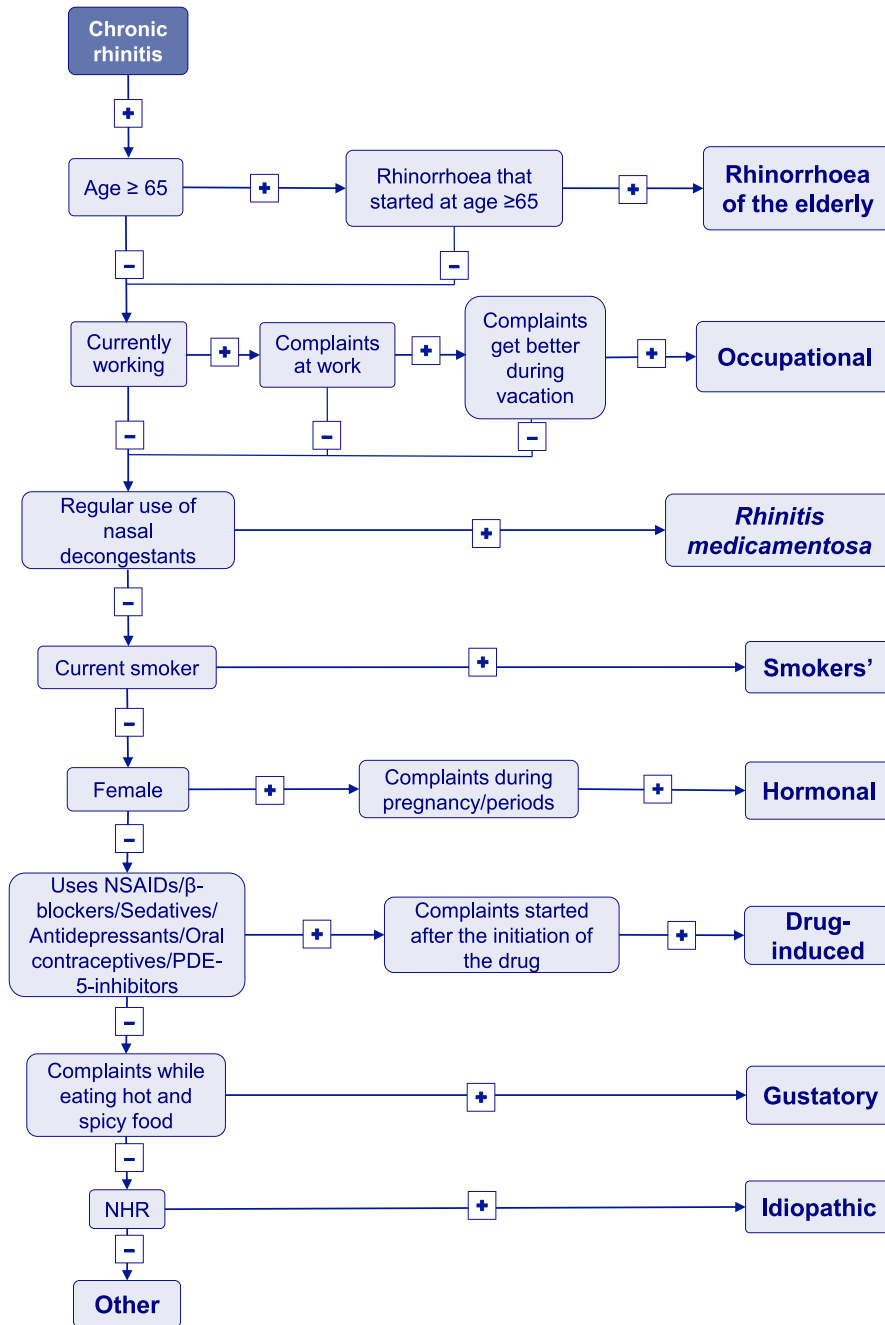 Chronic
rhinitis
+
Age ≥ 65
+
Rhinorrhoea that
started at age ≥65
+
Rhinorrhoea
of the elderly
–
–
Currently
working
+
Complaints
at work
+
Complaints
get better
during
vacation
+
Occupational
–
–
–
Regular use of
nasal
decongestants
+
Rhinitis
medicamentosa
–
Current smoker
+
Smokers’
–
Female
+
Complaints during
pregnancy/periods
+
Hormonal
–
Uses NSAIDs/β-
blockers/Sedatives/
Antidepressants/Oral
contraceptives/PDE-
5-inhibitors
+
Complaints started
after the initiation of
the drug
+
Drug-
induced
–
Complaints while
eating hot and
spicy food
+
Gustatory
–
NHR
+
Idiopathic
–
Other